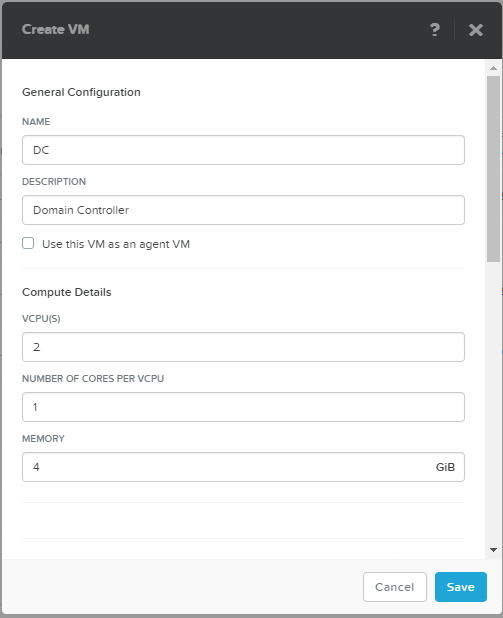 Create VM
?
General Configuration
NAME
DC
DESCRIPTION
Domain Controller
Use this VM as an agent VM
Compute Details
VCPU(S)
2
NUMBER OF CORES PER VCPU
1
MEMORY
4 GiB
Cancel Save